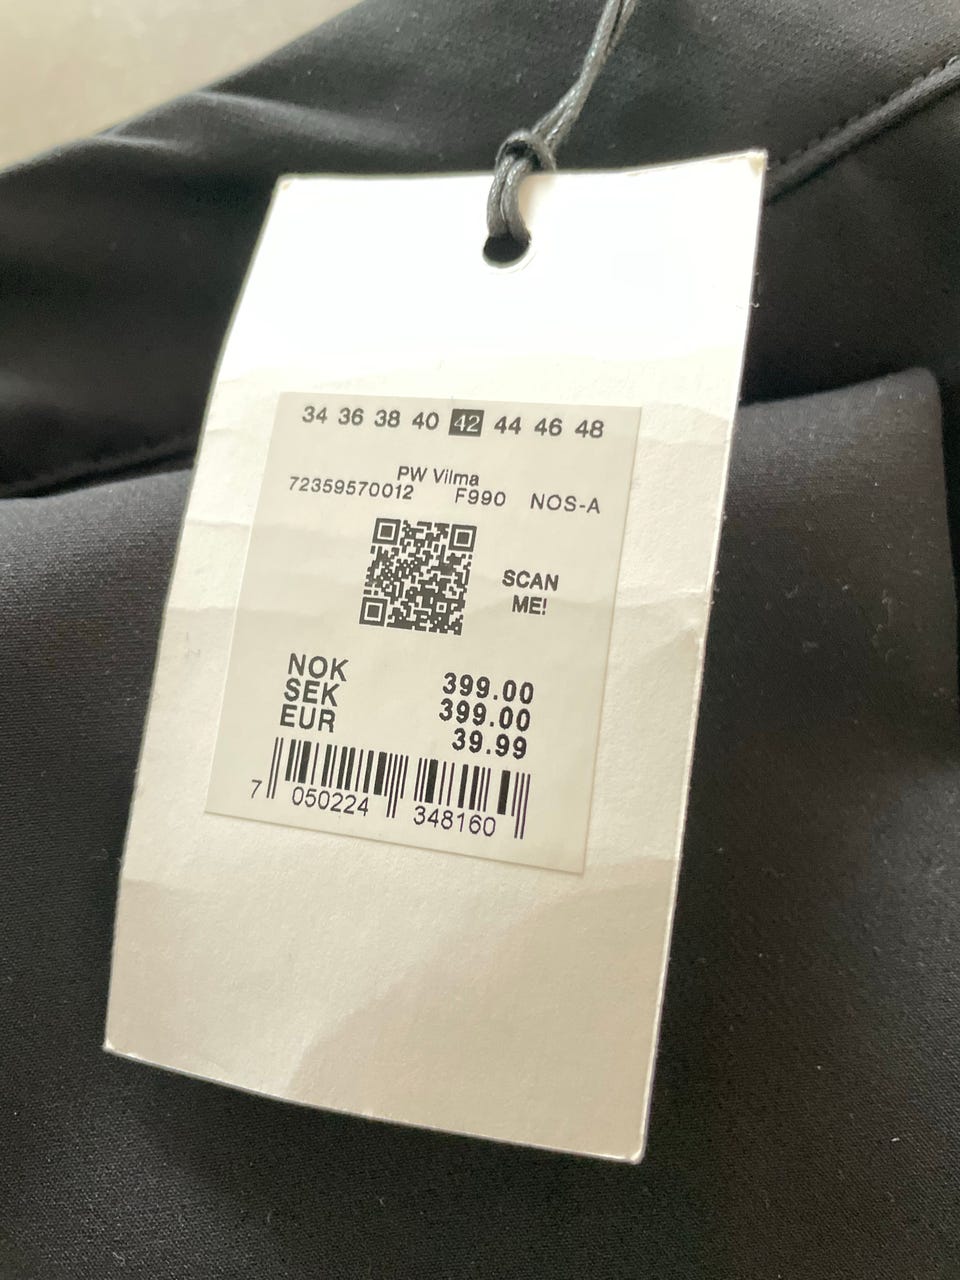 34 36 38 40 42 44 46 48
PW Vilma
72359570012 F990 NOS-A
SCAN
ME!
NOK 399.00
SEK 399.00
EUR 39.99
7 050224 348160